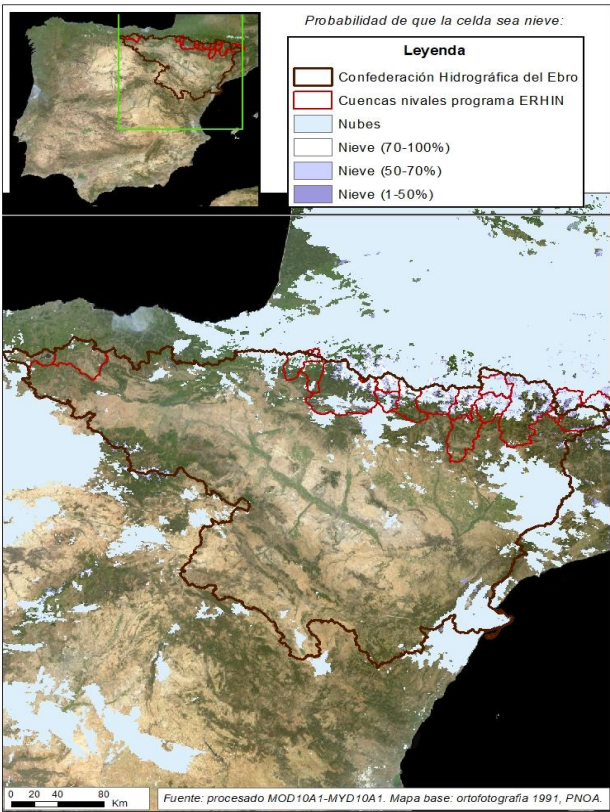 Probabilidad de que la celda sea nieve:
Leyenda
Confederación Hidrográfica del Ebro
Cuencas nivales programa ERHIN
Nubes
Nieve (70-100%)
Nieve (50-70%)
Nieve (1-50%)
0 20 40 80
Km
Fuente: procesado MOD10A1-MYD10A1. Mapa base: ortofotografía 1991, PNOA.